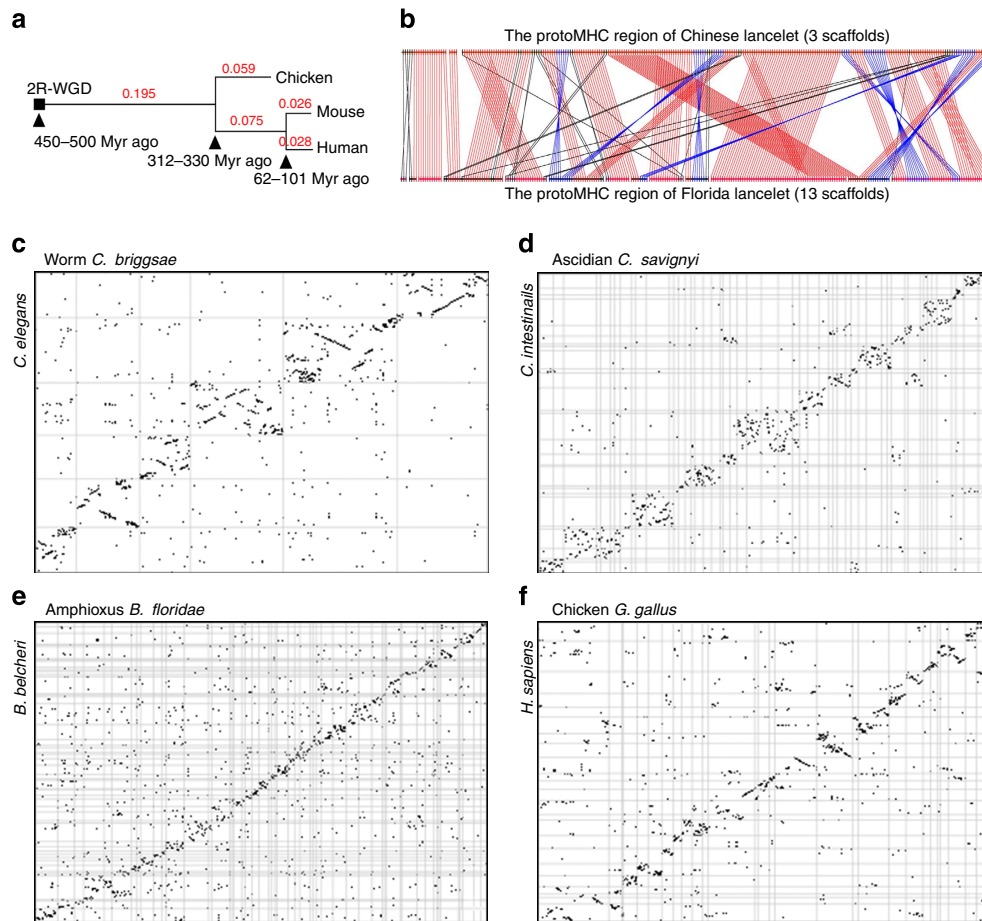 a
2R-WGD
0.195
0.059
Chicken
0.075
0.026
Mouse
0.028
Human
450–500 Myr ago
312–330 Myr ago
62–101 Myr ago
b
The protoMHC region of Chinese lancelet (3 scaffolds)
The protoMHC region of Florida lancelet (13 scaffolds)
c
Worm C. briggsae
C. elegans
d
Ascidian C. savignyi
C. intestinails
e
Amphioxus B. floridae
B. belcheri
f
Chicken G. gallus
H. sapiens